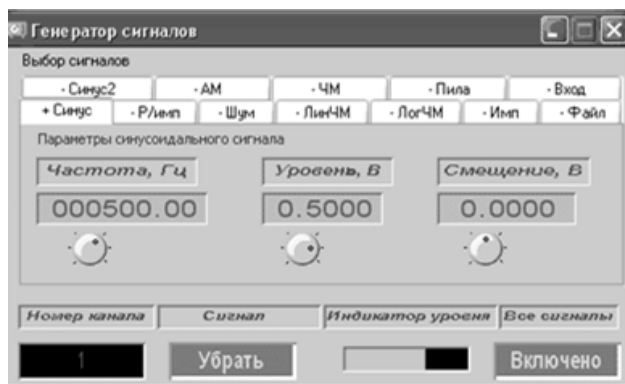 Генератор сигналов
Выбор сигналов
- Синус2 - АМ - ЧМ - Пила - Вход
+ Синус - Р/имп - Шум - ЛинЧМ - ЛогЧМ - Имп - Файл
Параметры синусоидального сигнала
Частота, Гц Уровень, В Смещение, В
000500.00 0.5000 0.0000
Номер канала Сигнал Индикатор уровня Все сигналы
1 Убрать Включено